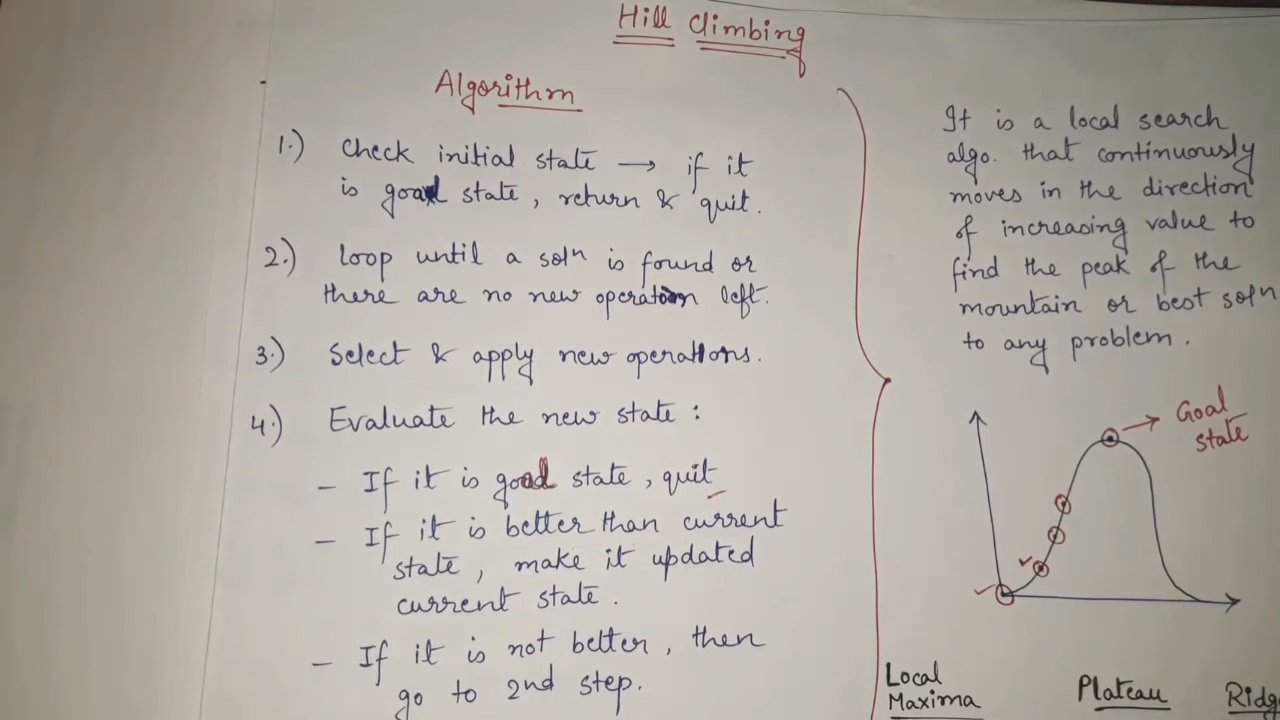 Hill Climbing
Algorithm
1.) Check initial state → if it
is goal state, return & quit.
2.) Loop until a solⁿ is found or
there are no new operation left.
3.) Select & apply new operations.
4.) Evaluate the new state :
- If it is goal state, quit
- If it is better than current
state, make it updated
current state.
- If it is not better, then
go to 2nd step.
It is a local search
algo. that continuously
moves in the direction
of increasing value to
find the peak of the
mountain or best solⁿ
to any problem.
→ Goal
state
Local
Maxima
Plateau
Ridg